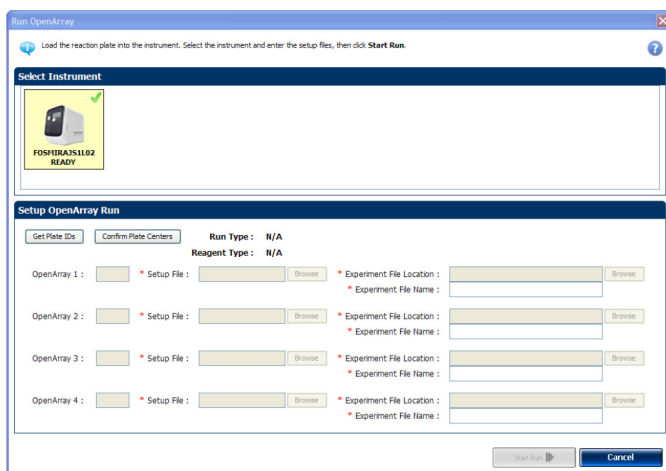 Run OpenArray
Load the reaction plate into the instrument. Select the instrument and enter the setup files, then click Start Run.
Select Instrument
FOSMIRAJS1L02
READY
Setup OpenArray Run
Get Plate IDs Confirm Plate Centers Run Type : N/A
Reagent Type : N/A
OpenArray 1 : * Setup File : Browse * Experiment File Location : Browse
* Experiment File Name :
OpenArray 2 : * Setup File : Browse * Experiment File Location : Browse
* Experiment File Name :
OpenArray 3 : * Setup File : Browse * Experiment File Location : Browse
* Experiment File Name :
OpenArray 4 : * Setup File : Browse * Experiment File Location : Browse
* Experiment File Name :
Start Run Cancel